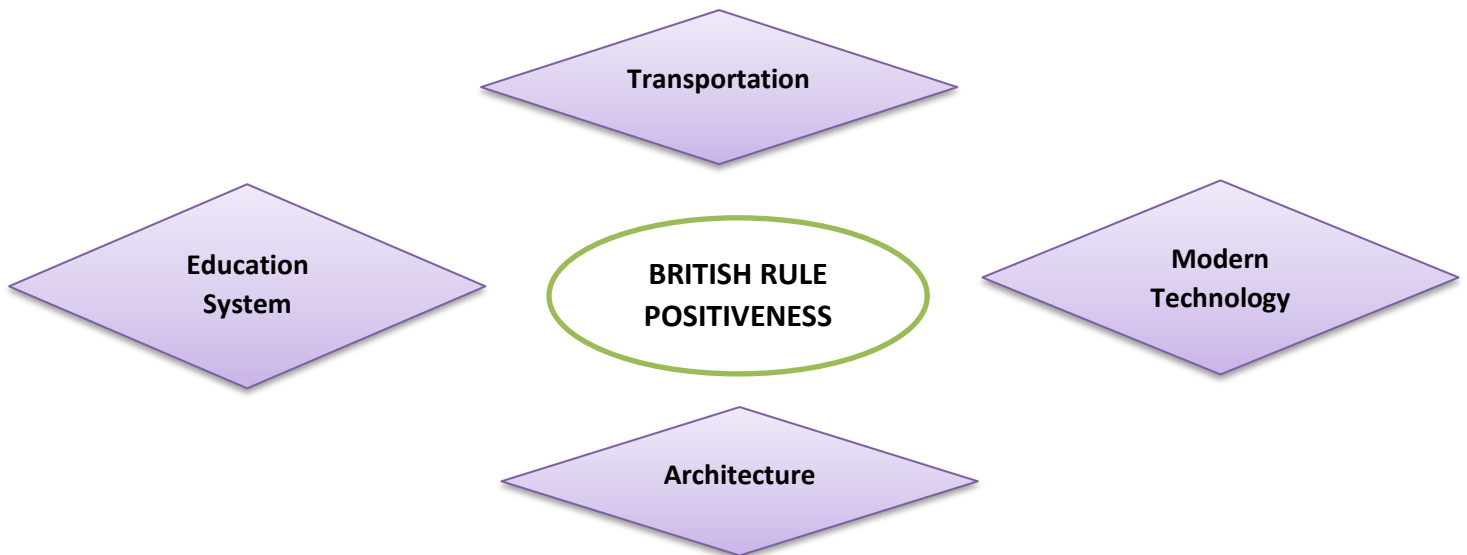 Transportation
Education
System
BRITISH RULE
POSITIVENESS
Modern
Technology
Architecture